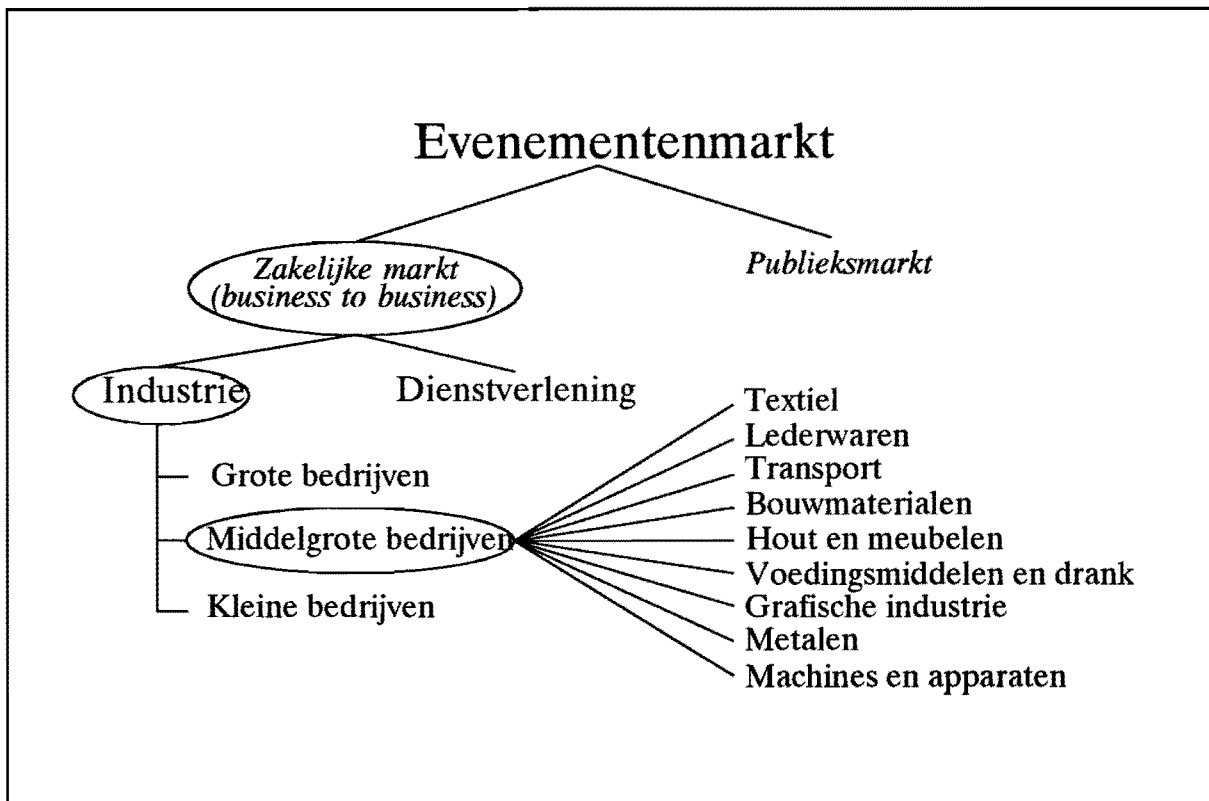 Evenementenmarkt
Zakelijke markt
(business to business)
Publieksmarkt
Industrie
Dienstverlening
Grote bedrijven
Middelgrote bedrijven
Kleine bedrijven
Textiel
Lederwaren
Transport
Bouwmaterialen
Hout en meubelen
Voedingsmiddelen en drank
Grafische industrie
Metalen
Machines en apparaten